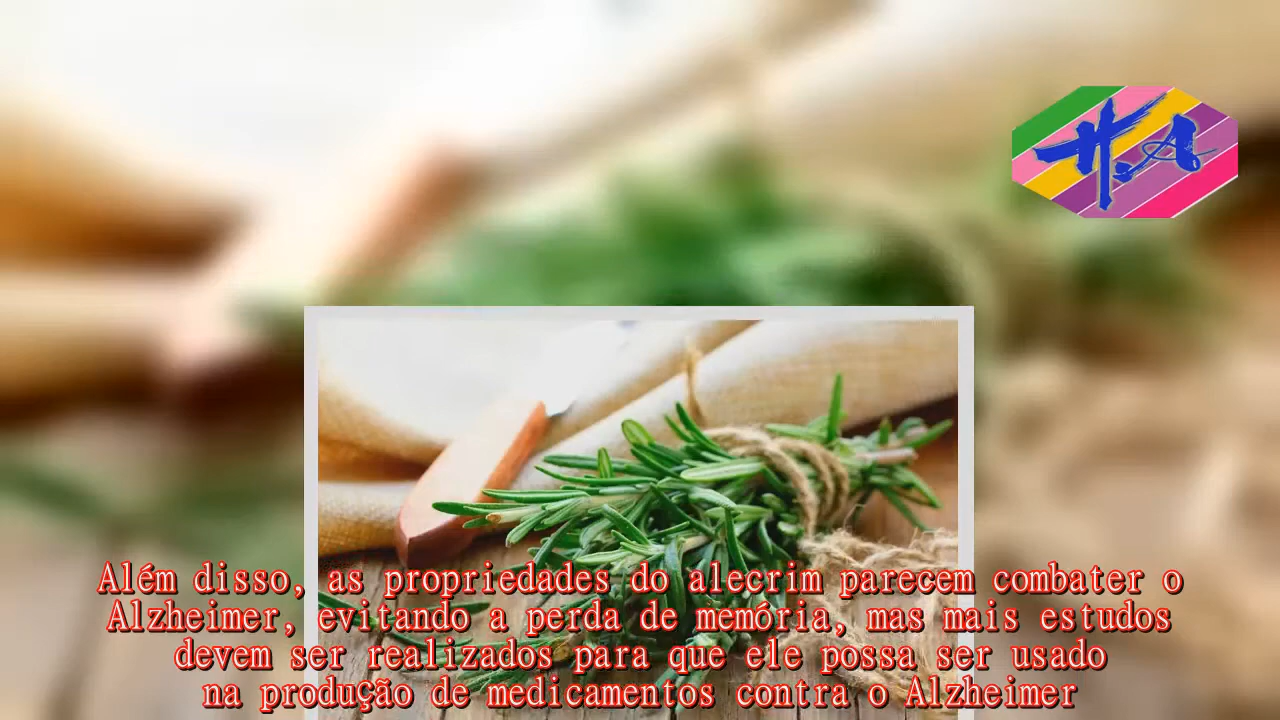 H.A
Além disso, as propriedades do alecrim parecem combater o
Alzheimer, evitando a perda de memória, mas mais estudos
devem ser realizados para que ele possa ser usado
na produção de medicamentos contra o Alzheimer